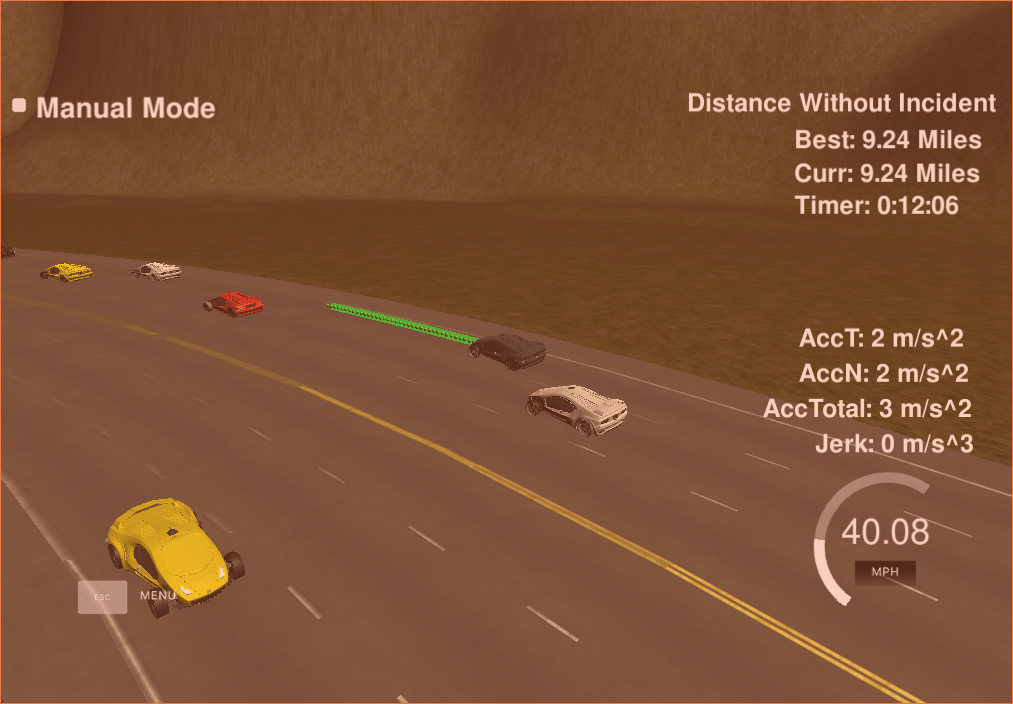 Manual Mode
Distance Without Incident
Best: 9.24 Miles
Curr: 9.24 Miles
Timer: 0:12:06
AccT: 2 m/s^2
AccN: 2 m/s^2
AccTotal: 3 m/s^2
Jerk: 0 m/s^3
40.08
MPH
ESC MENU